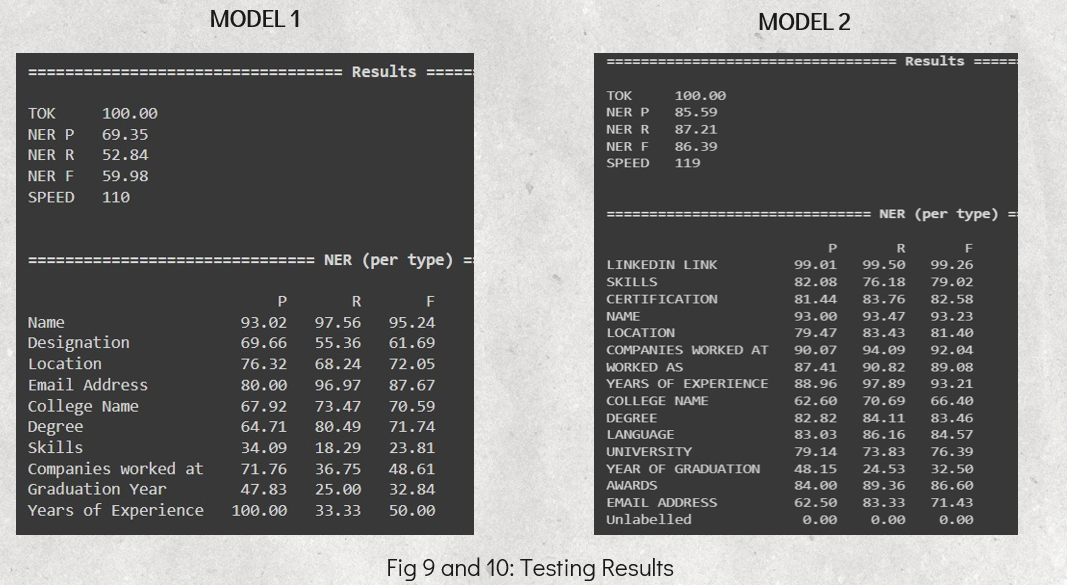 MODEL 1
================================== Results =====
TOK 100.00
NER P 69.35
NER R 52.84
NER F 59.98
SPEED 110
=============================== NER (per type) =
P R F
Name 93.02 97.56 95.24
Designation 69.66 55.36 61.69
Location 76.32 68.24 72.05
Email Address 80.00 96.97 87.67
College Name 67.92 73.47 70.59
Degree 64.71 80.49 71.74
Skills 34.09 18.29 23.81
Companies worked at 71.76 36.75 48.61
Graduation Year 47.83 25.00 32.84
Years of Experience 100.00 33.33 50.00
MODEL 2
================================== Results =====
TOK 100.00
NER P 85.59
NER R 87.21
NER F 86.39
SPEED 119
=============================== NER (per type) =
P R F
LINKEDIN LINK 99.01 99.50 99.26
SKILLS 82.08 76.18 79.02
CERTIFICATION 81.44 83.76 82.58
NAME 93.00 93.47 93.23
LOCATION 79.47 83.43 81.40
COMPANIES WORKED AT 90.07 94.09 92.04
WORKED AS 87.41 90.82 89.08
YEARS OF EXPERIENCE 88.96 97.89 93.21
COLLEGE NAME 62.60 70.69 66.40
DEGREE 82.82 84.11 83.46
LANGUAGE 83.03 86.16 84.57
UNIVERSITY 79.14 73.83 76.39
YEAR OF GRADUATION 48.15 24.53 32.50
AWARDS 84.00 89.36 86.60
EMAIL ADDRESS 62.50 83.33 71.43
Unlabelled 0.00 0.00 0.00
Fig 9 and 10: Testing Results